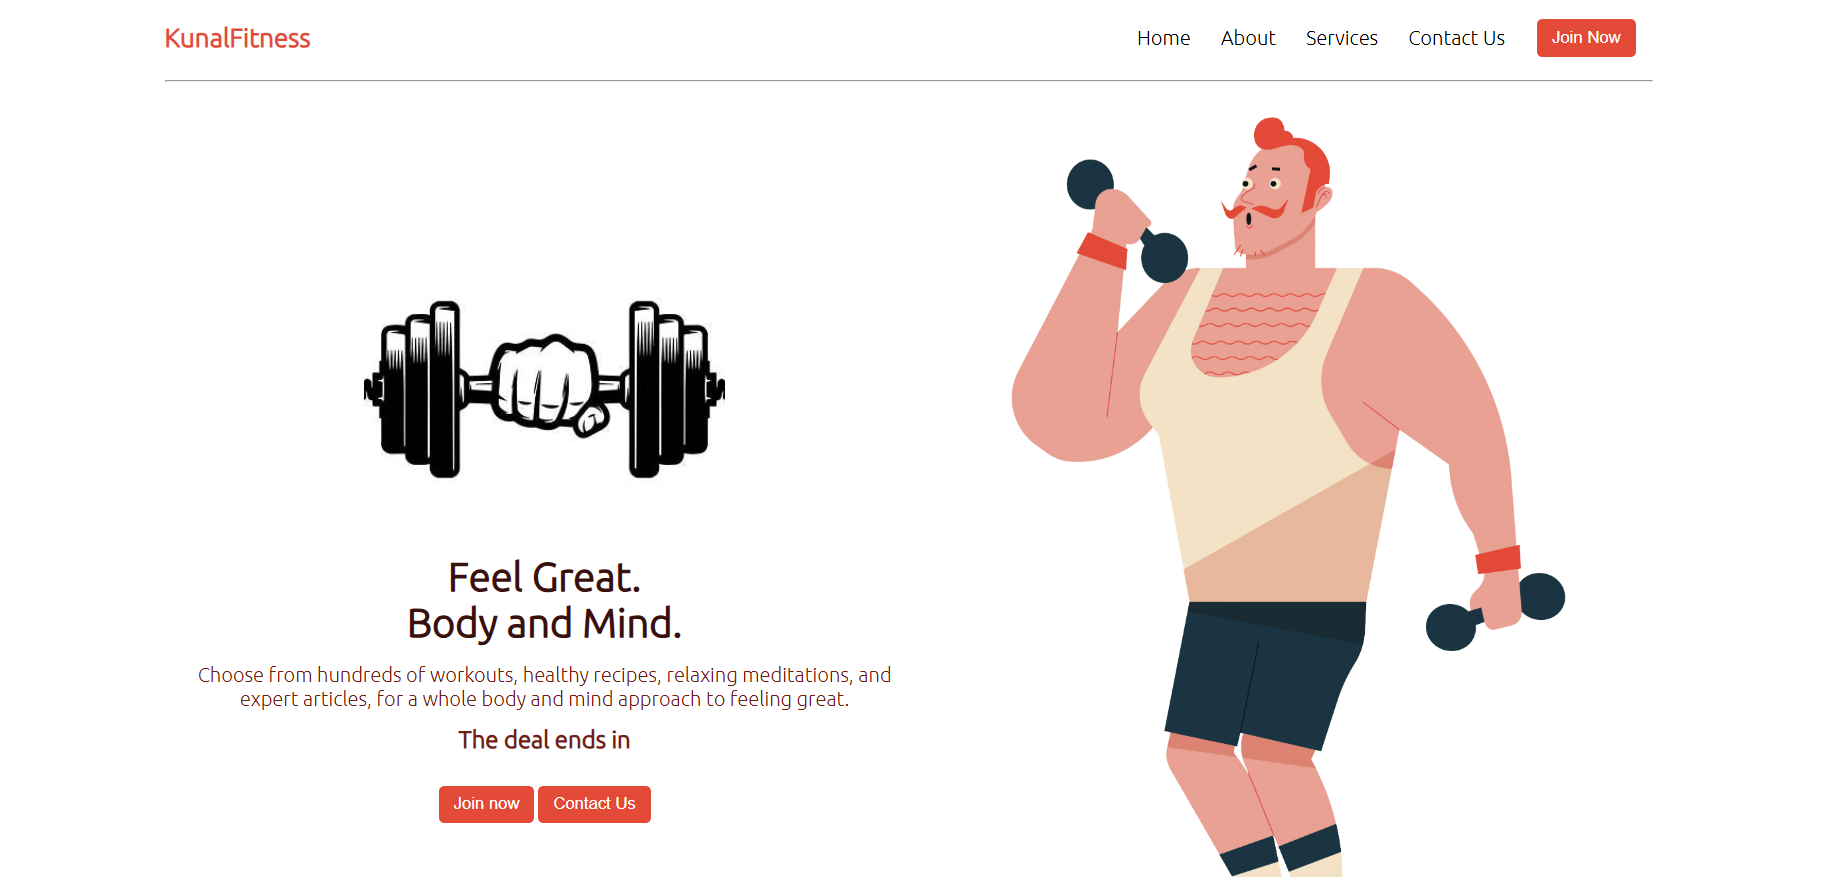 KunalFitness
Home
About
Services
Contact Us
Join Now
Feel Great.
Body and Mind.
Choose from hundreds of workouts, healthy recipes, relaxing meditations, and
expert articles, for a whole body and mind approach to feeling great.
The deal ends in
Join now
Contact Us